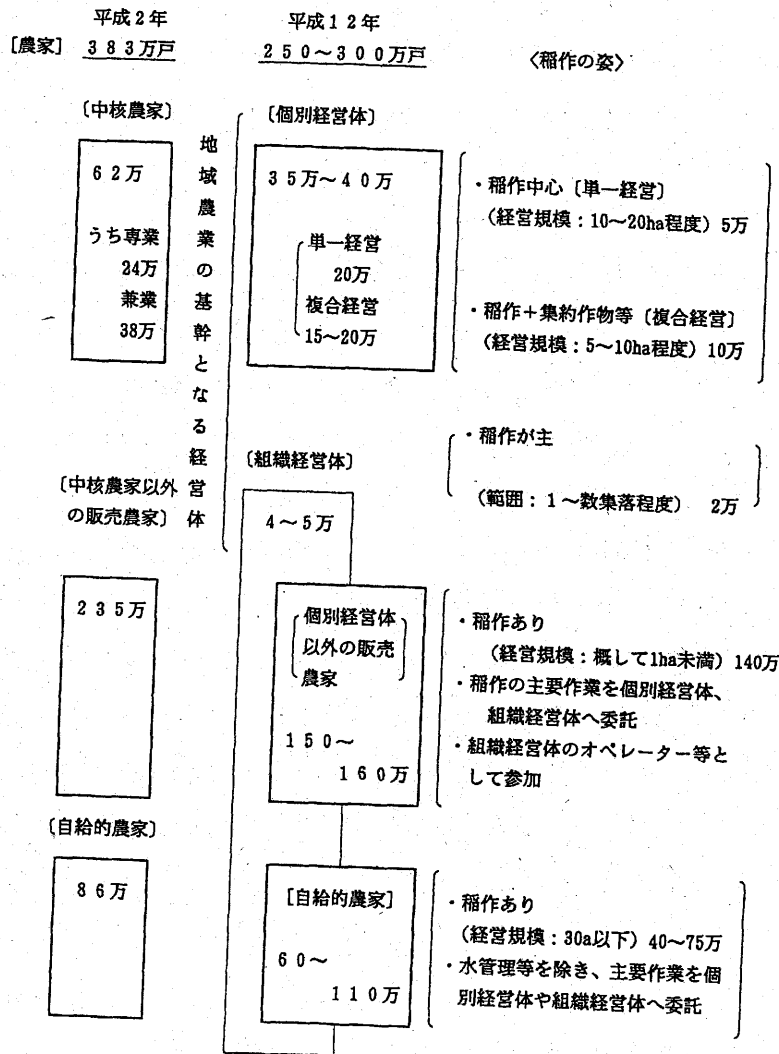 平成2年
平成12年
[農家] 383万戸
250～300万戸
〈稲作の姿〉
〔中核農家〕
62万
うち専業
24万
兼業
38万
地域農業の基幹となる経営体
〔個別経営体〕
35万～40万
単一経営
20万
複合経営
15～20万
・稲作中心〔単一経営〕
(経営規模：10～20ha程度) 5万
・稲作＋集約作物等〔複合経営〕
(経営規模：5～10ha程度) 10万
〔組織経営体〕
4～5万
・稲作が主
(範囲：1～数集落程度) 2万
〔中核農家以外
の販売農家〕
235万
個別経営体
以外の販売
農家
150～
160万
・稲作あり
(経営規模：概して1ha未満) 140万
・稲作の主要作業を個別経営体、
組織経営体へ委託
・組織経営体のオペレーター等と
して参加
〔自給的農家〕
86万
[自給的農家]
60～
110万
・稲作あり
(経営規模：30a以下) 40～75万
・水管理等を除き、主要作業を個
別経営体や組織経営体へ委託